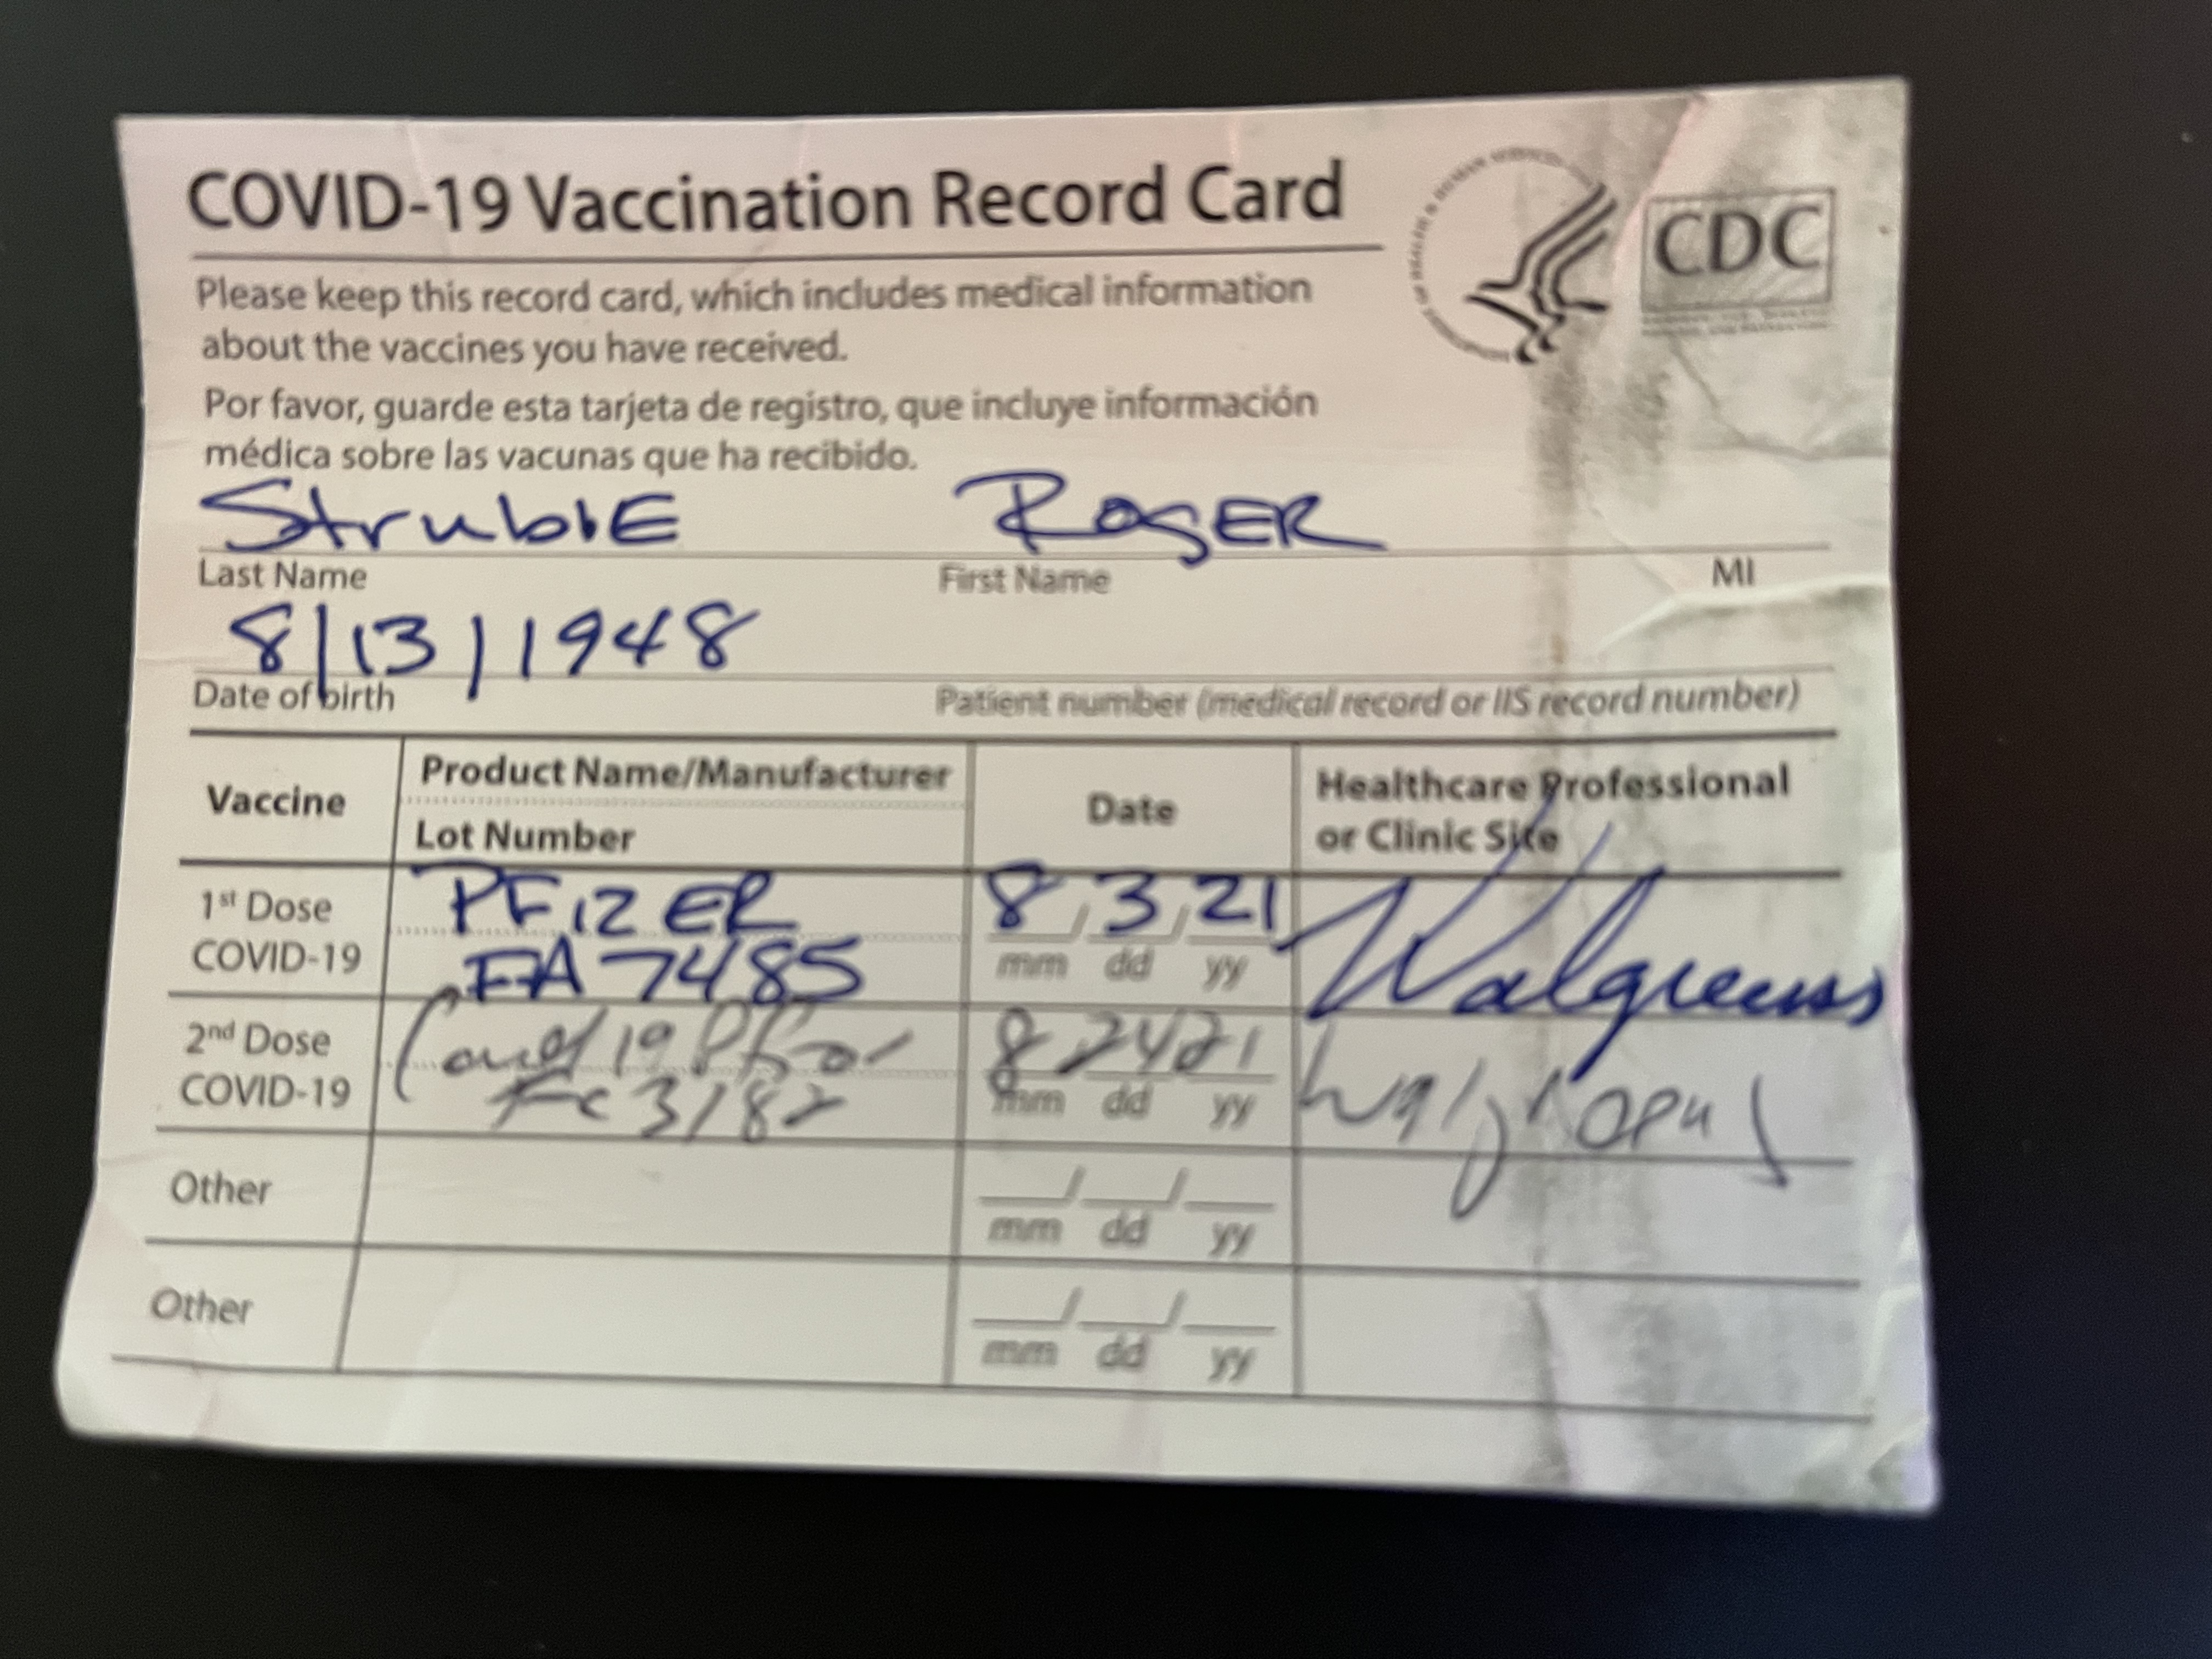 COVID-19 Vaccination Record Card
CDC
Please keep this record card, which includes medical information
about the vaccines you have received.
Por favor, guarde esta tarjeta de registro, que incluye información
médica sobre las vacunas que ha recibido.
StrublE RogER
Last Name First Name MI
8/13/1948
Date of birth Patient number (medical record or IIS record number)
Vaccine Product Name/Manufacturer Date Healthcare Professional
Lot Number or Clinic Site
1st Dose PFIZER 8/3/21 Walgreens
COVID-19 FA7485 mm dd yy
2nd Dose 19 8 24 21
COVID-19 3182 mm dd yy
Other
mm dd yy
Other
mm dd yy